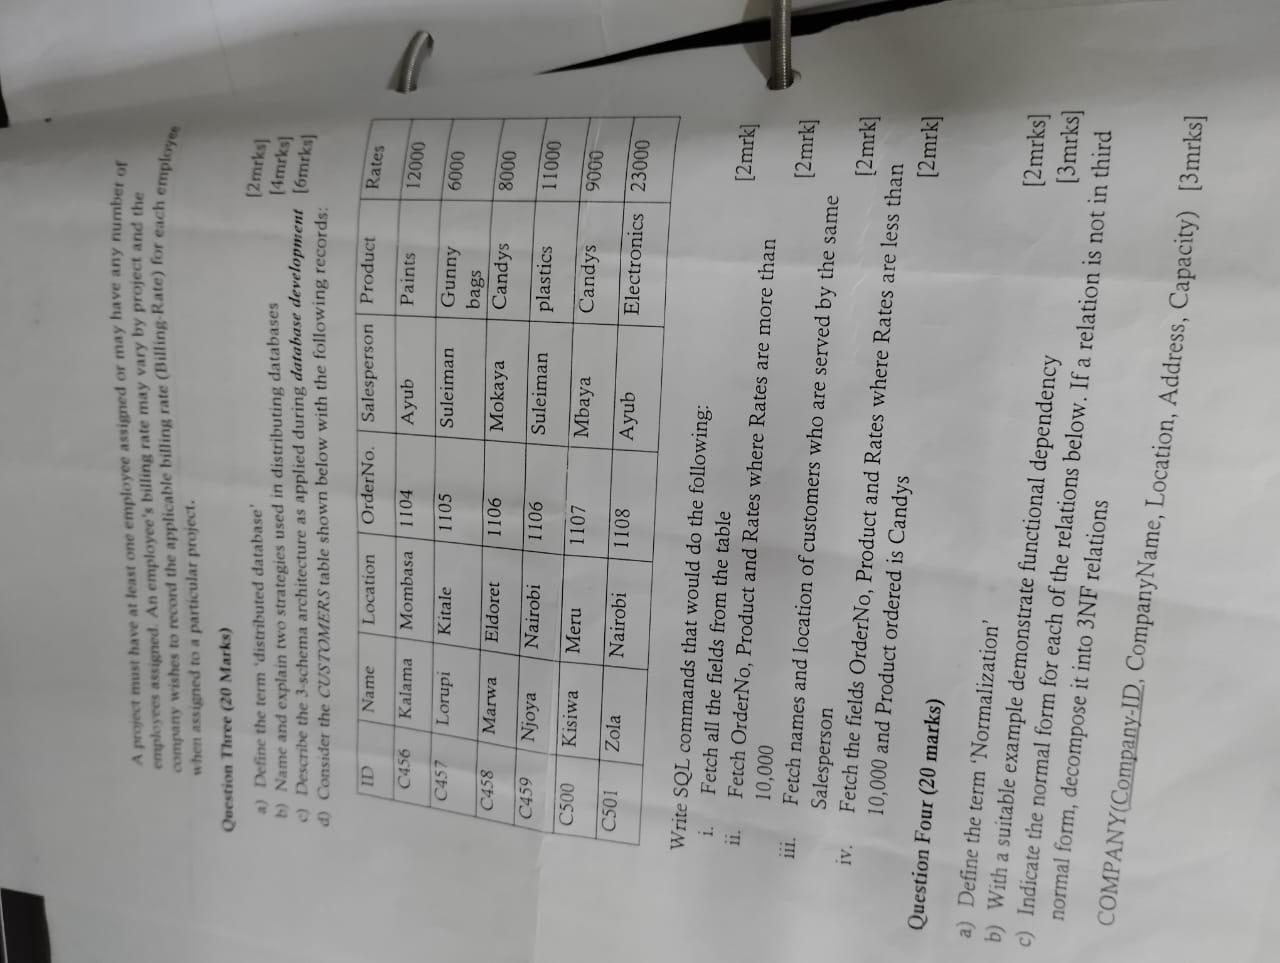 A project must have at least one employee assigned or may have any number of
employees assigned. An employee's billing rate may vary by project and the
company wishes to record the applicable billing rate (Billing-Rate) for each employee
when assigned to a particular project.
Question Three (20 Marks)
a) Define the term 'distributed database' [2mrks]
b) Name and explain two strategies used in distributing databases [4mrks]
c) Describe the 3-schema architecture as applied during database development [6mrks]
d) Consider the CUSTOMERS table shown below with the following records:
ID Name Location OrderNo. Salesperson Product Rates
C456 Kalama Mombasa 1104 Ayub Paints 12000
C457 Lorupi Kitale 1105 Suleiman Gunny bags 6000
C458 Marwa Eldoret 1106 Mokaya Candys 8000
C459 Njoya Nairobi 1106 Suleiman plastics 11000
C500 Kisiwa Meru 1107 Mbaya Candys 9000
C501 Zola Nairobi 1108 Ayub Electronics 23000
Write SQL commands that would do the following:
i. Fetch all the fields from the table [2mrk]
ii. Fetch OrderNo, Product and Rates where Rates are more than
10,000 [2mrk]
iii. Fetch names and location of customers who are served by the same
Salesperson [2mrk]
iv. Fetch the fields OrderNo, Product and Rates where Rates are less than
10,000 and Product ordered is Candys [2mrk]
Question Four (20 marks)
a) Define the term 'Normalization' [2mrks]
b) With a suitable example demonstrate functional dependency [3mrks]
c) Indicate the normal form for each of the relations below. If a relation is not in third
normal form, decompose it into 3NF relations
COMPANY(Company-ID, CompanyName, Location, Address, Capacity) [3mrks]